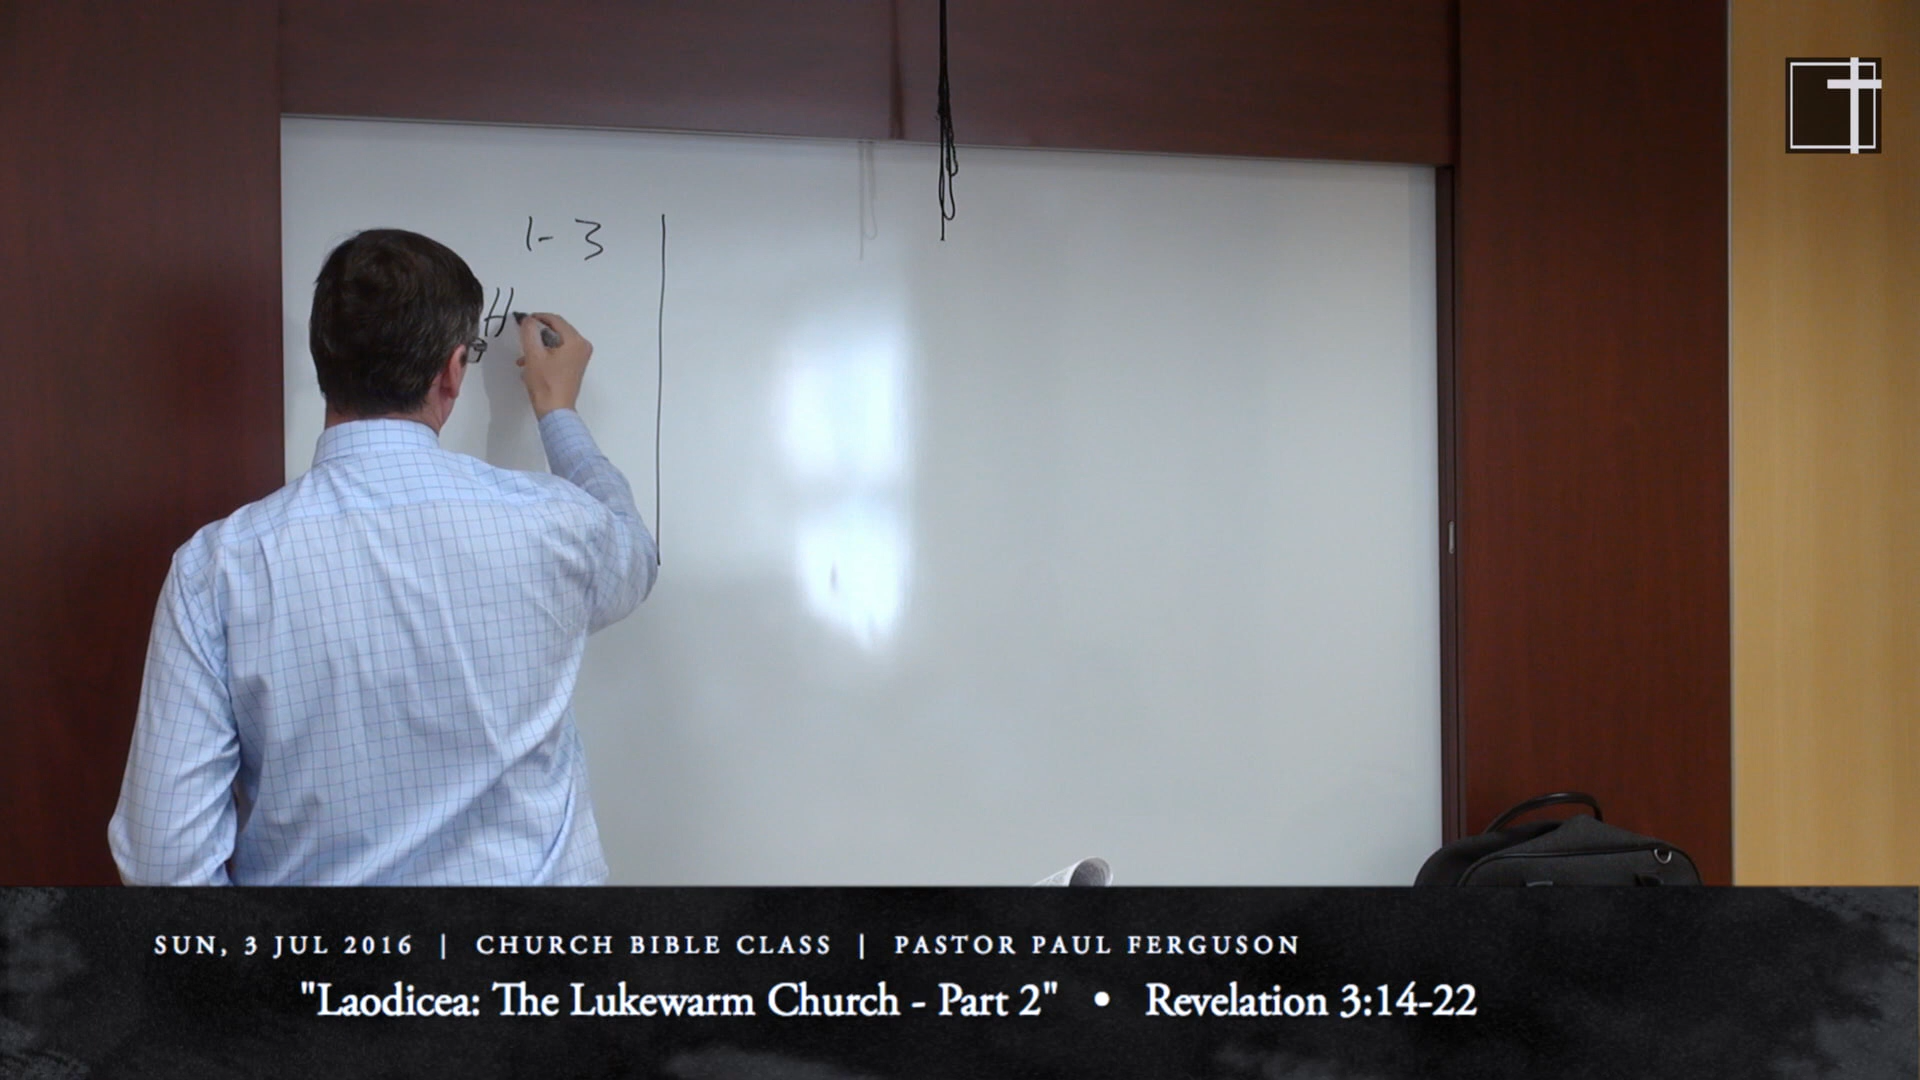 1-3
H
SUN, 3 JUL 2016 | CHURCH BIBLE CLASS | PASTOR PAUL FERGUSON
"Laodicea: The Lukewarm Church - Part 2" • Revelation 3:14-22